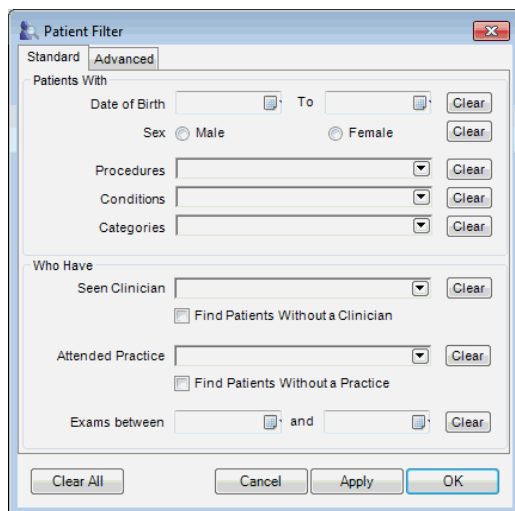 Patient Filter
Standard Advanced
Patients With
Date of Birth To Clear
Sex Male Female Clear
Procedures Clear
Conditions Clear
Categories Clear
Who Have
Seen Clinician Clear
Find Patients Without a Clinician
Attended Practice Clear
Find Patients Without a Practice
Exams between and Clear
Clear All Cancel Apply OK